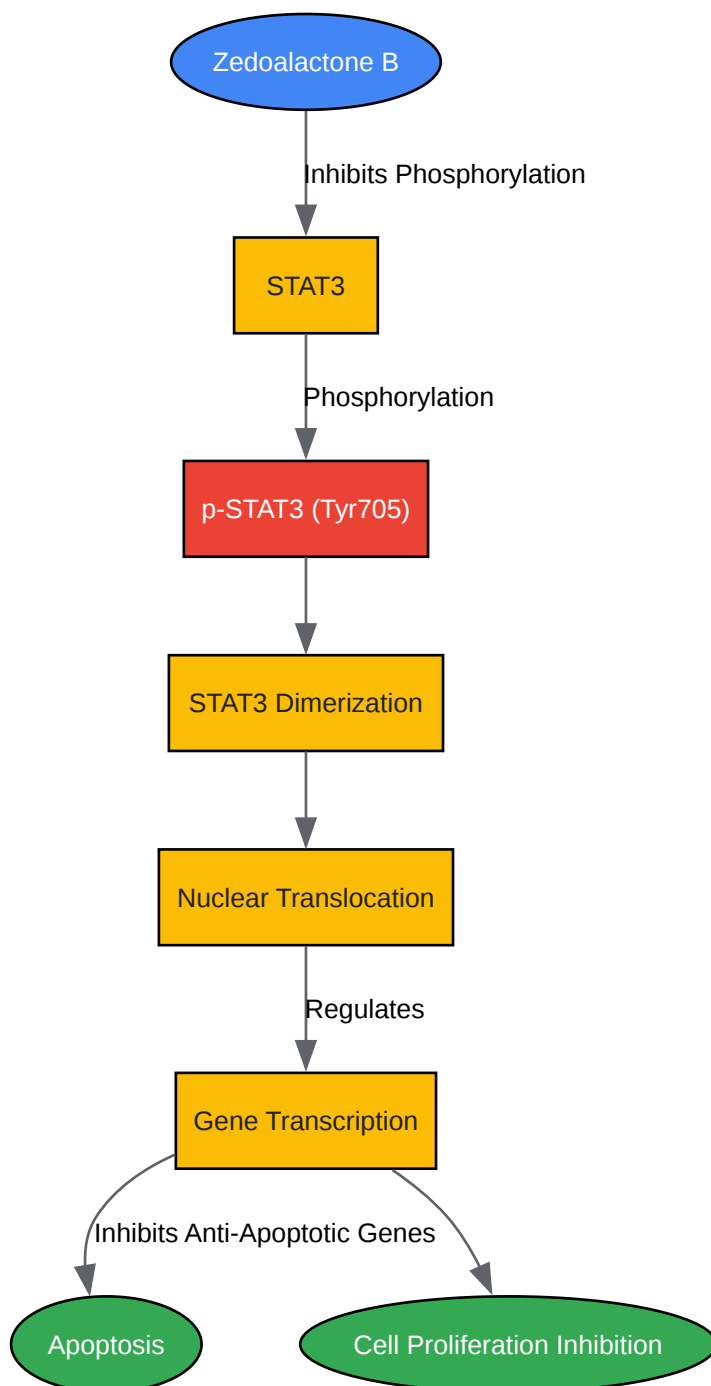 Zedoalactone B
Inhibits Phosphorylation
STAT3
Phosphorylation
p-STAT3 (Tyr705)
STAT3 Dimerization
Nuclear Translocation
Regulates
Gene Transcription
Inhibits Anti-Apoptotic Genes
Apoptosis
Cell Proliferation Inhibition